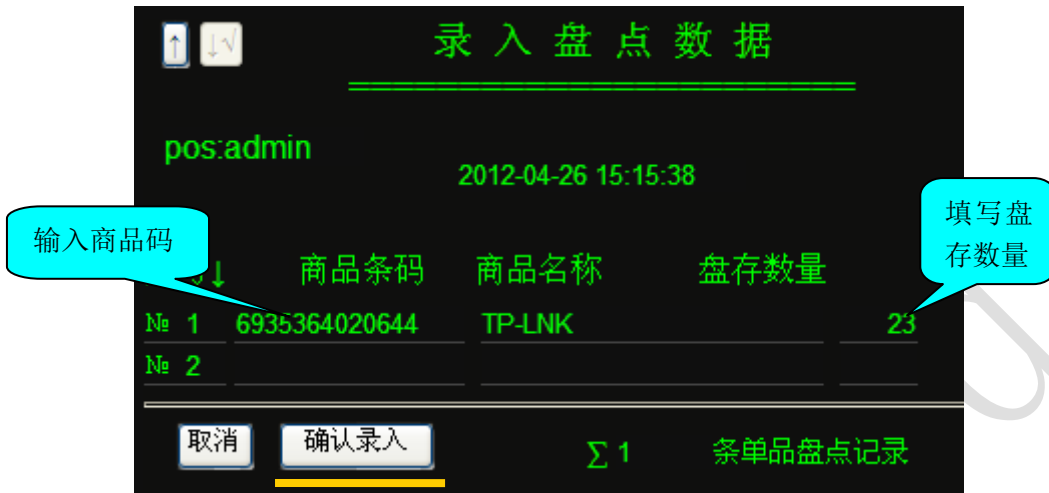 ↑ ↓√ 录入盘点数据
pos:admin
2012-04-26 15:15:38
填写盘
存数量
输入商品码
↓ 商品条码 商品名称 盘存数量
№ 1 6935364020644 TP-LNK 23
№ 2
取消 确认录入 ∑ 1 条单品盘点记录